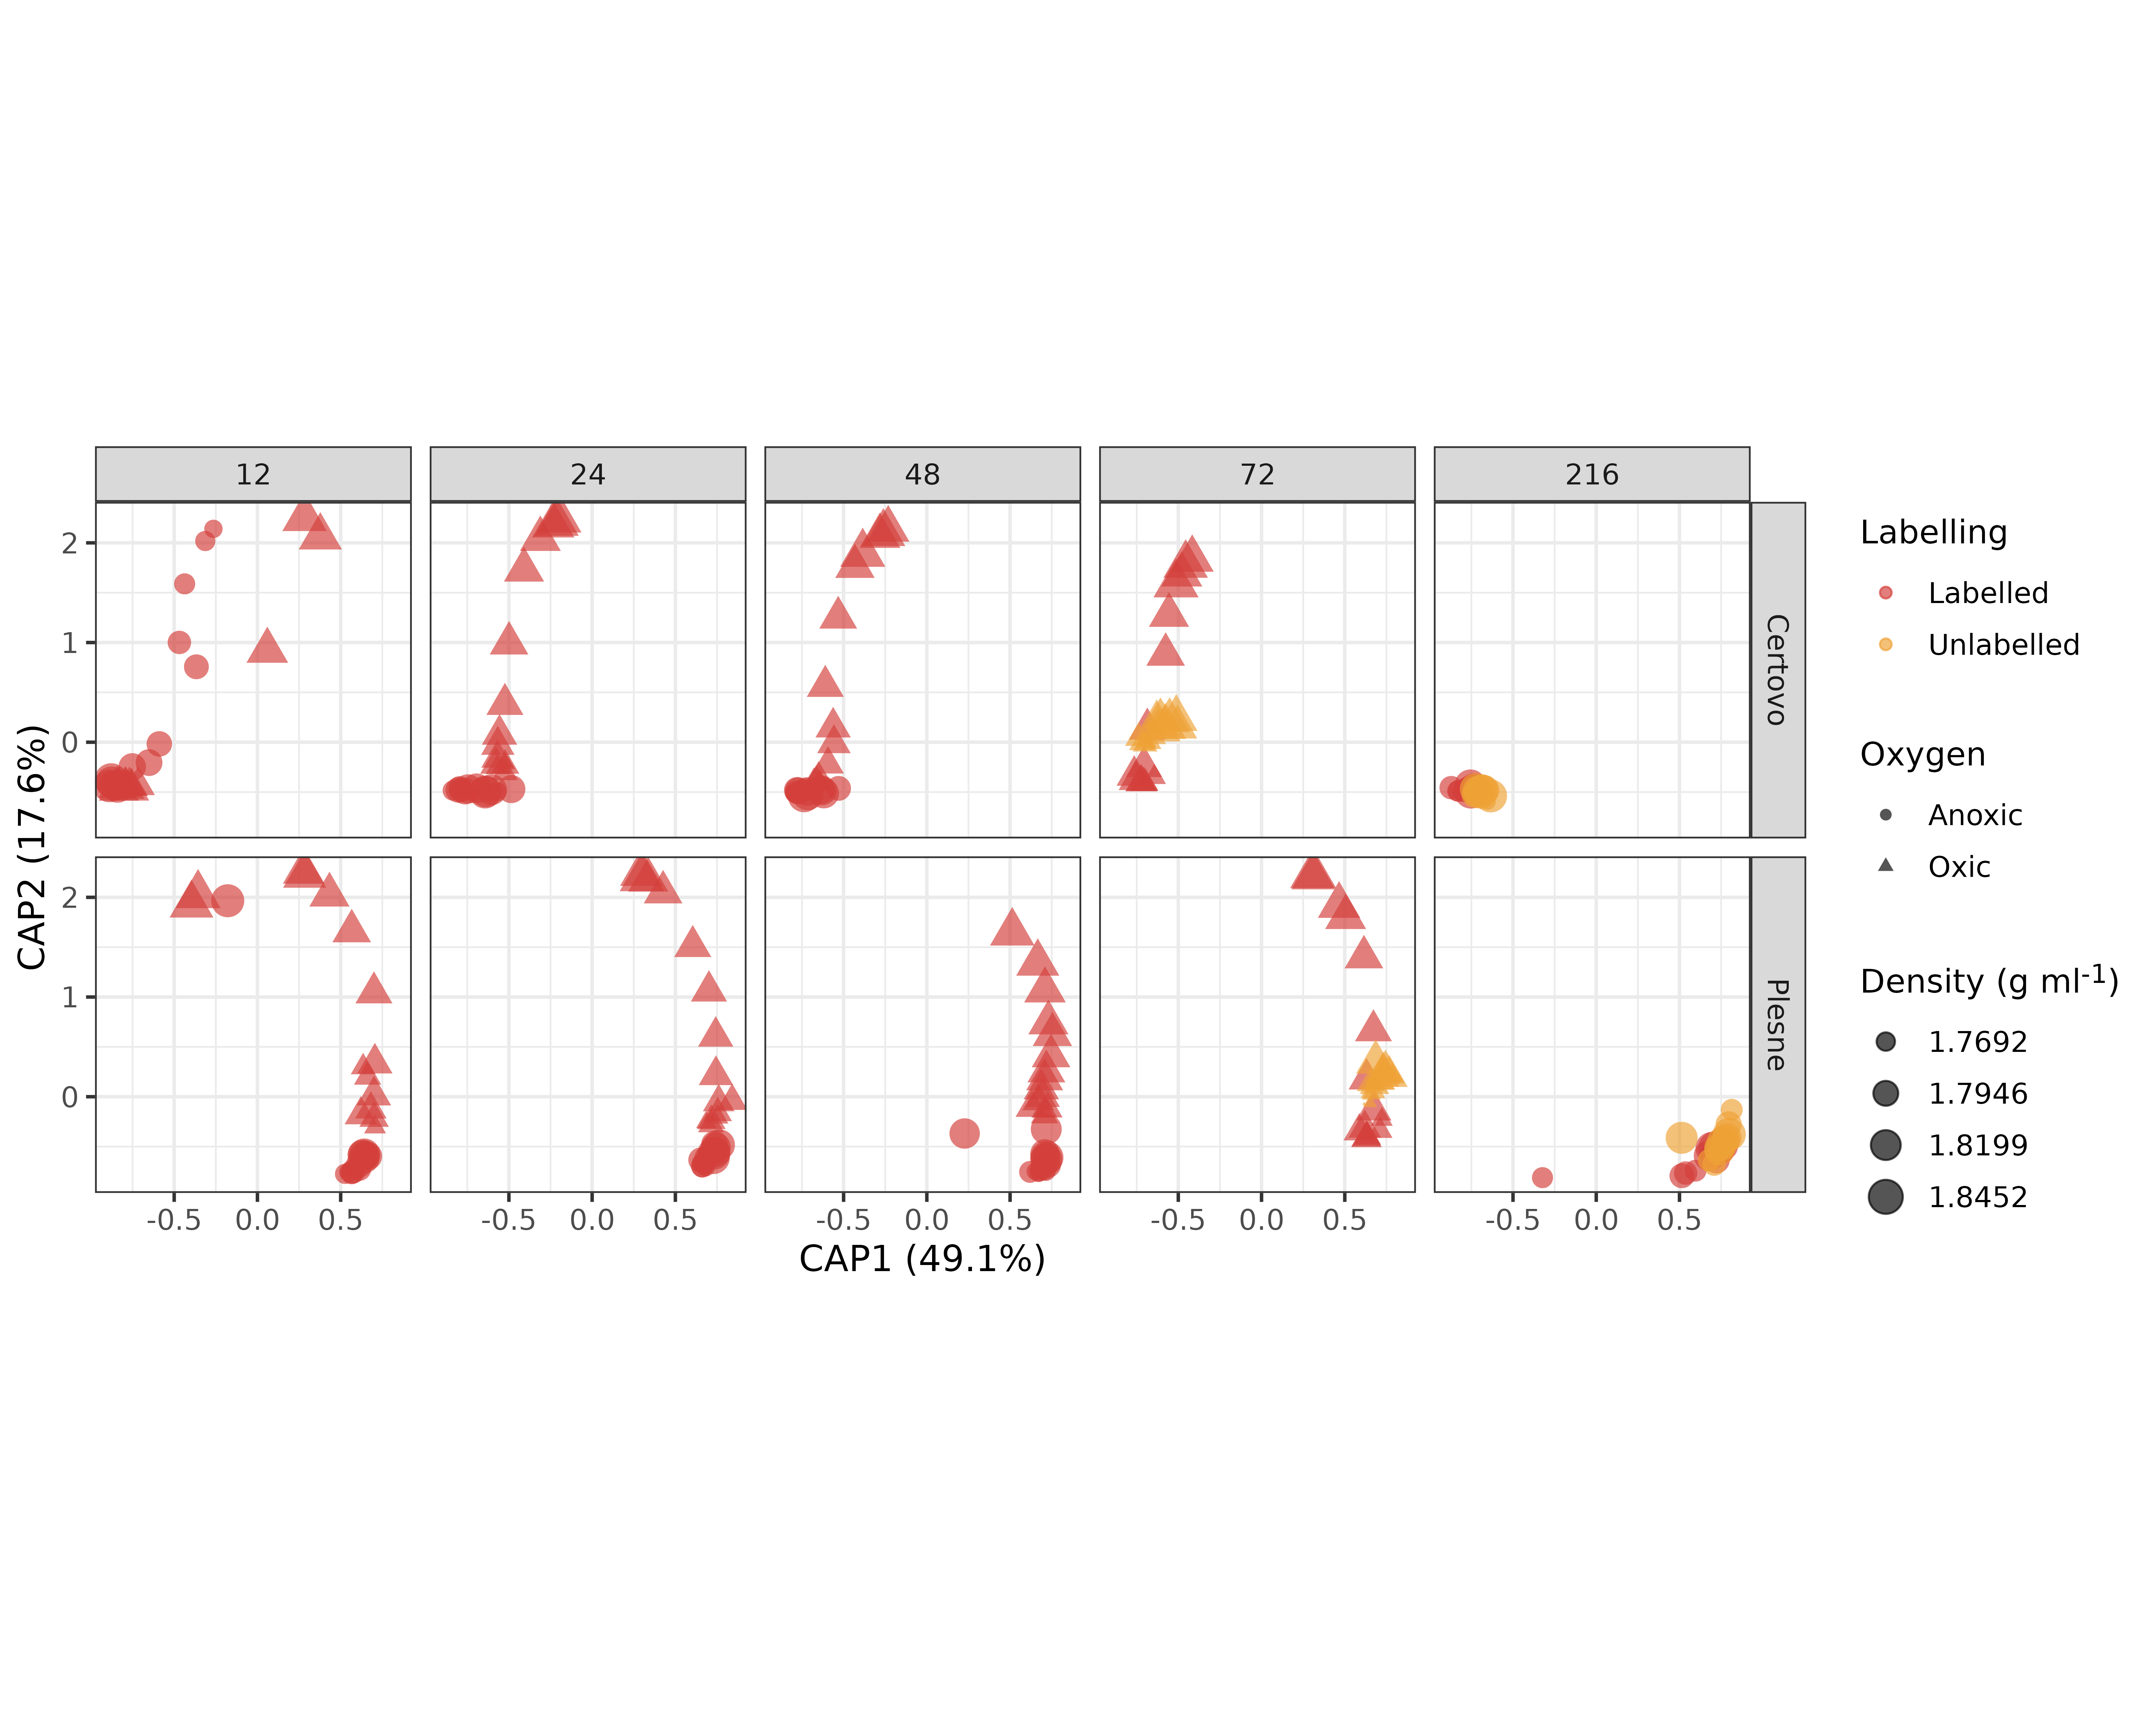 12 24 48 72 216
Certovo
2
1
0
Plesne
2
1
0
-0.5 0.0 0.5 -0.5 0.0 0.5 -0.5 0.0 0.5 -0.5 0.0 0.5 -0.5 0.0 0.5
CAP1 (49.1%)
CAP2 (17.6%)
Labelling
Labelled
Unlabelled
Oxygen
Anoxic
Oxic
Density (g ml-1)
1.7692
1.7946
1.8199
1.8452